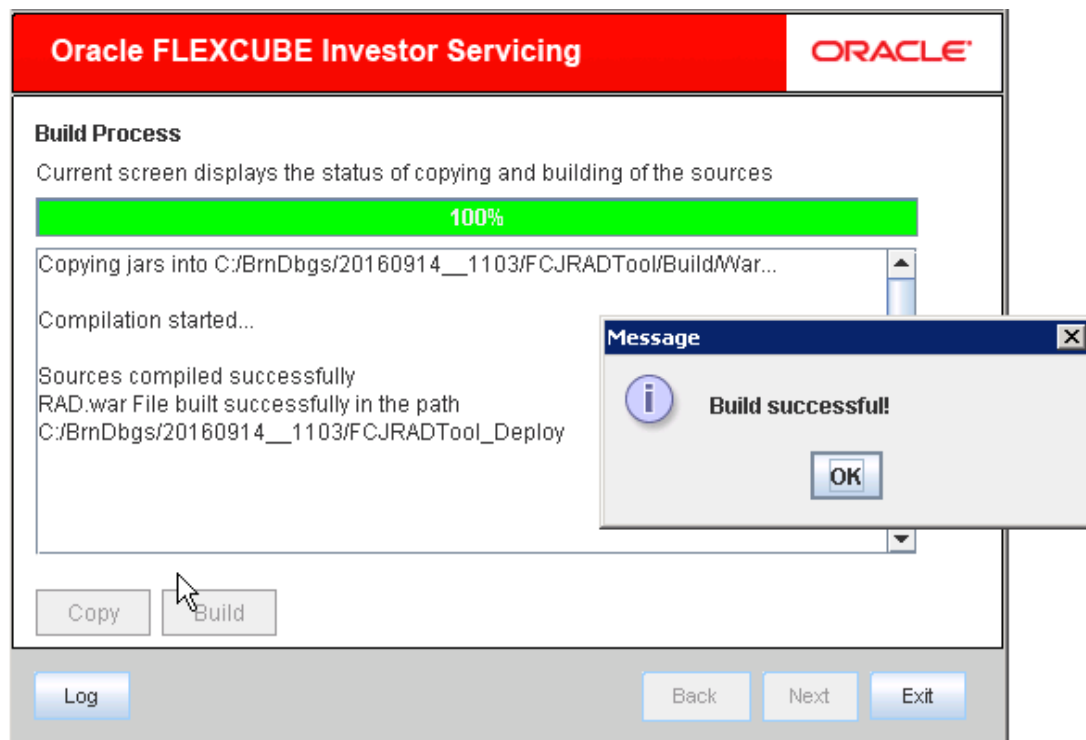 Oracle FLEXCUBE Investor Servicing
ORACLE
Build Process
Current screen displays the status of copying and building of the sources
100%
Copying jars into C:/BrnDbgs/20160914__1103/FCJRADTool/Build/War...
Compilation started...
Sources compiled successfully
RAD.war File built successfully in the path
C:/BrnDbgs/20160914__1103/FCJRADTool_Deploy
Message
Build successful!
OK
Copy
Build
Log
Back
Next
Exit